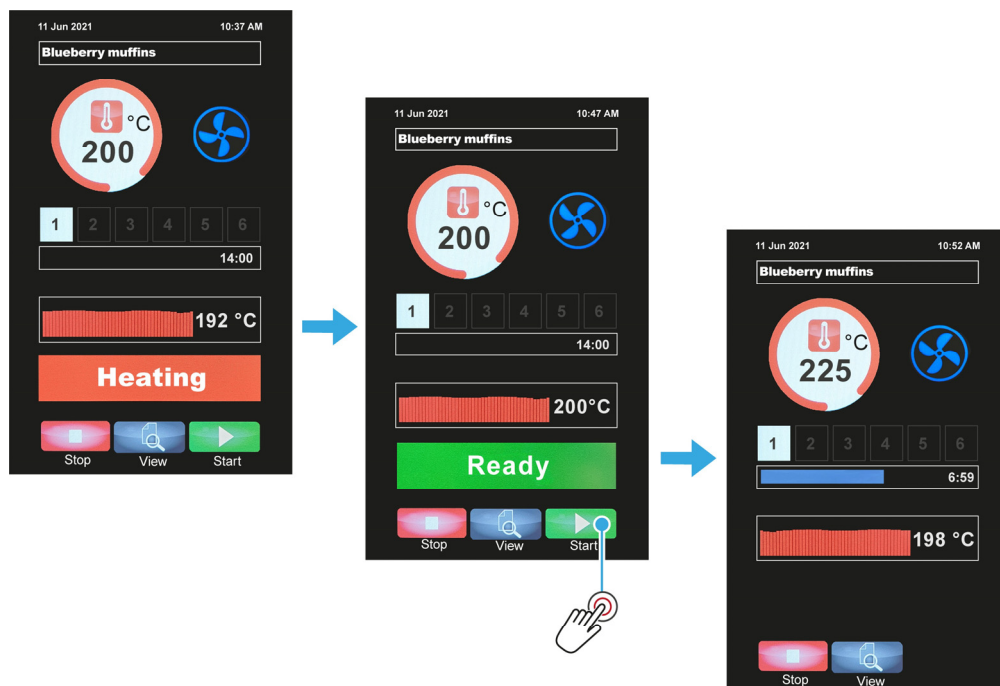 11 Jun 2021 10:37 AM
Blueberry muffins
°C
200
1 2 3 4 5 6
14:00
192 °C
Heating
Stop View Start
11 Jun 2021 10:47 AM
Blueberry muffins
°C
200
1 2 3 4 5 6
14:00
200°C
Ready
Stop View Start
11 Jun 2021 10:52 AM
Blueberry muffins
°C
225
1 2 3 4 5 6
6:59
198 °C
Stop View